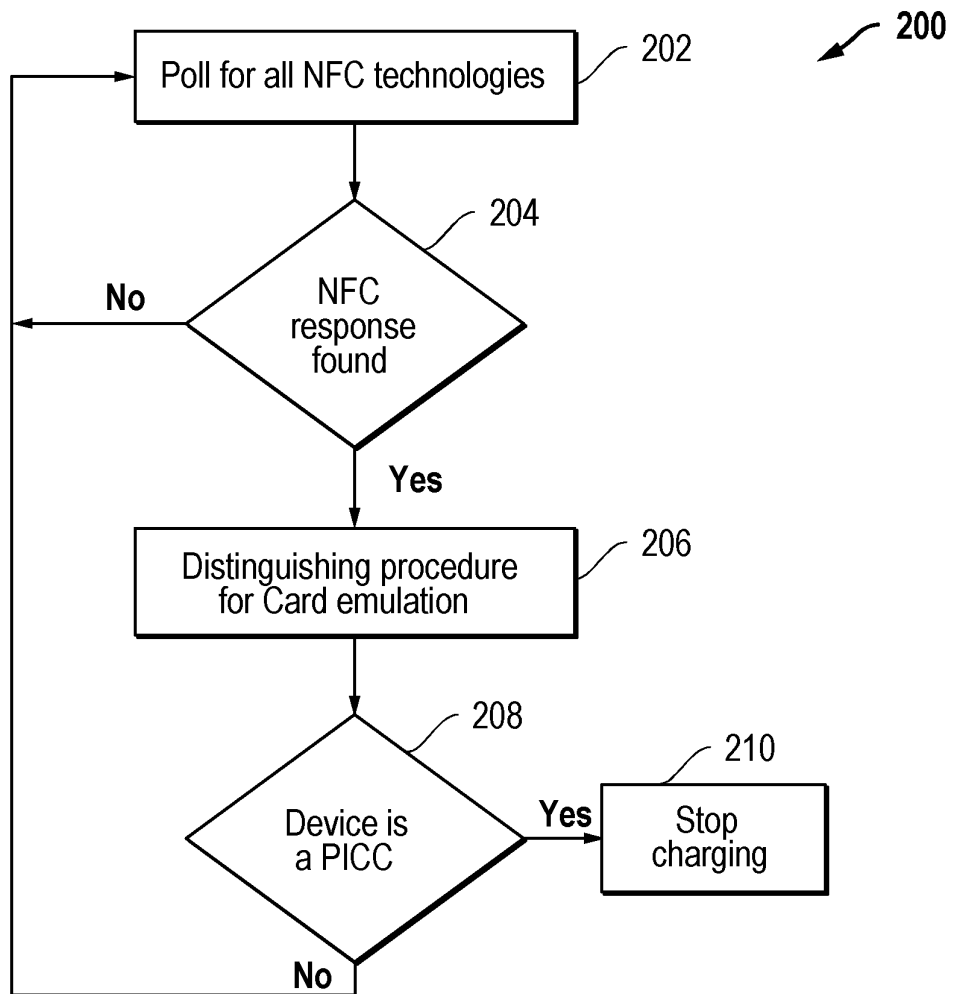 200
Poll for all NFC technologies
202
204
NFC
response
found
No
Yes
Distinguishing procedure
for Card emulation
206
208
Device is
a PICC
Yes
210
Stop
charging
No